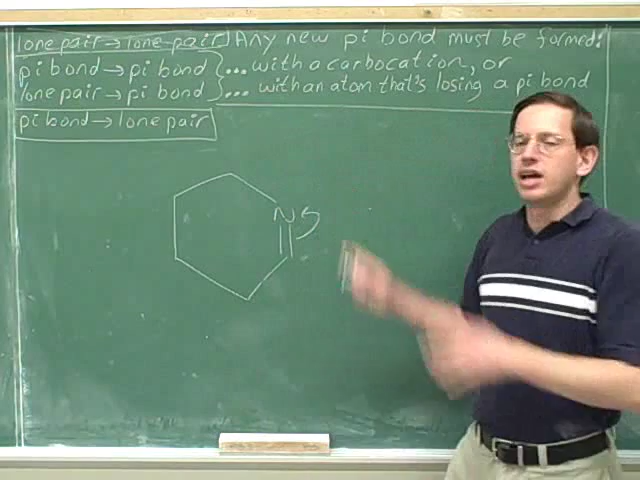 lone pair → lone pair Any new pi bond must be formed:
pi bond → pi bond ... with a carbocation, or
lone pair → pi bond ... with an atom that's losing a pi bond
pi bond → lone pair
N